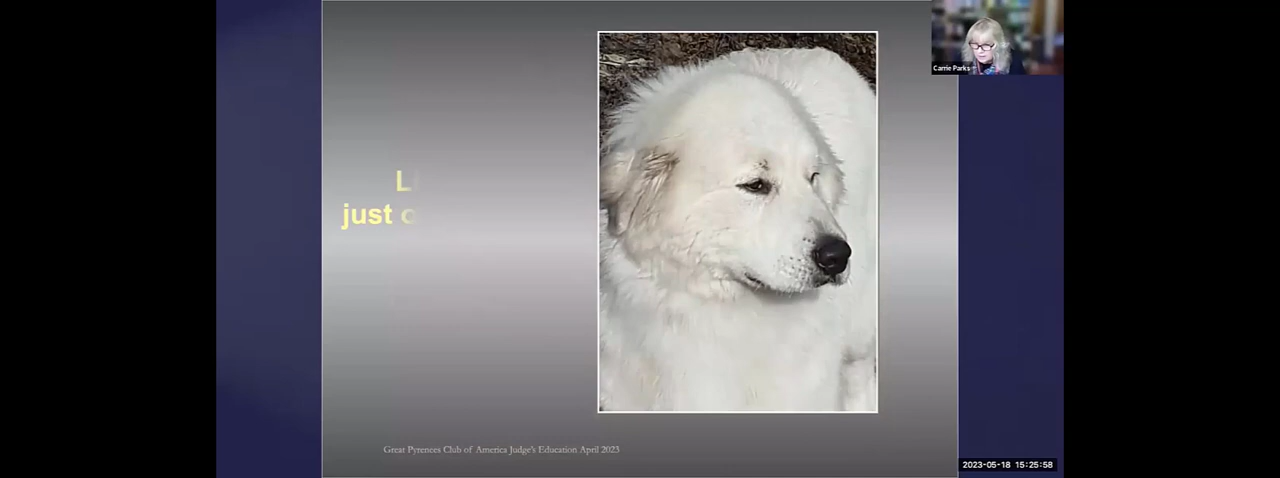 L
just
Great Pyrenees Club of America Judge's Education April 2023
Carrie Parks
2023-05-18 15:25:58